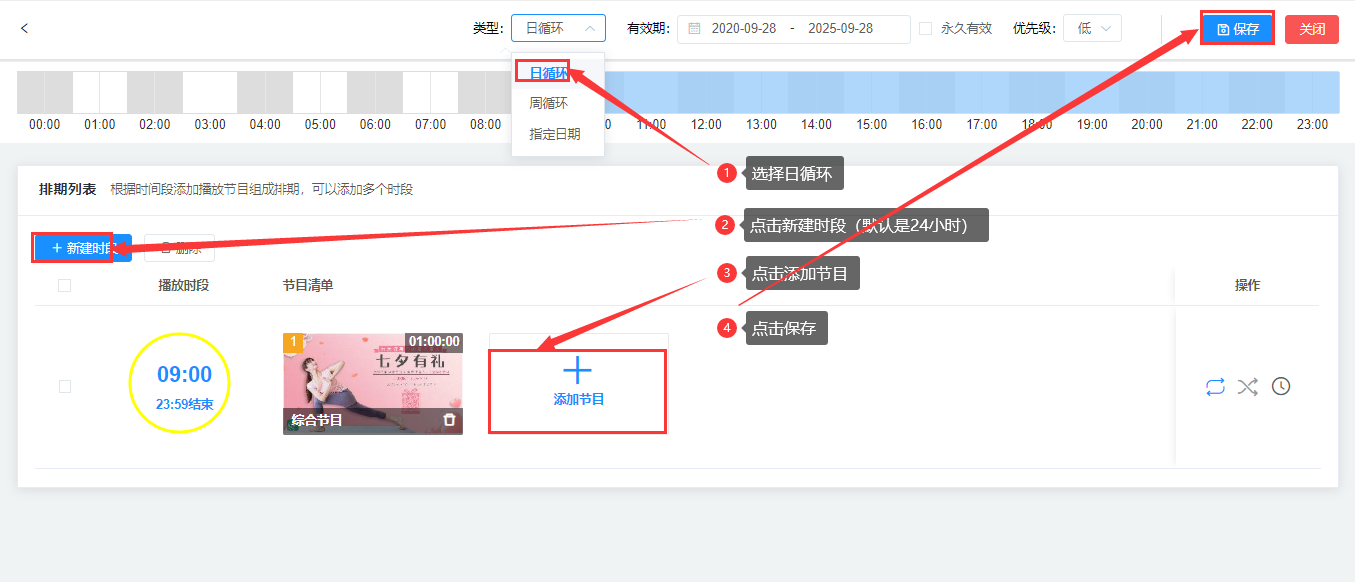 类型: 日循环 有效期: 2020-09-28 - 2025-09-28 永久有效 优先级: 低 保存 关闭
日循环
周循环
指定日期
00:00 01:00 02:00 03:00 04:00 05:00 06:00 07:00 08:00 0 11:00 12:00 13:00 14:00 15:00 16:00 17:00 18:00 19:00 20:00 21:00 22:00 23:00
1 选择日循环
排期列表 根据时间段添加播放节目组成排期，可以添加多个时段
2 点击新建时段（默认是24小时）
+ 新建时段 删除
3 点击添加节目
播放时段 节目清单 操作
4 点击保存
1 01:00:00
七夕有礼
09:00
23:59结束
添加节目
综合节目